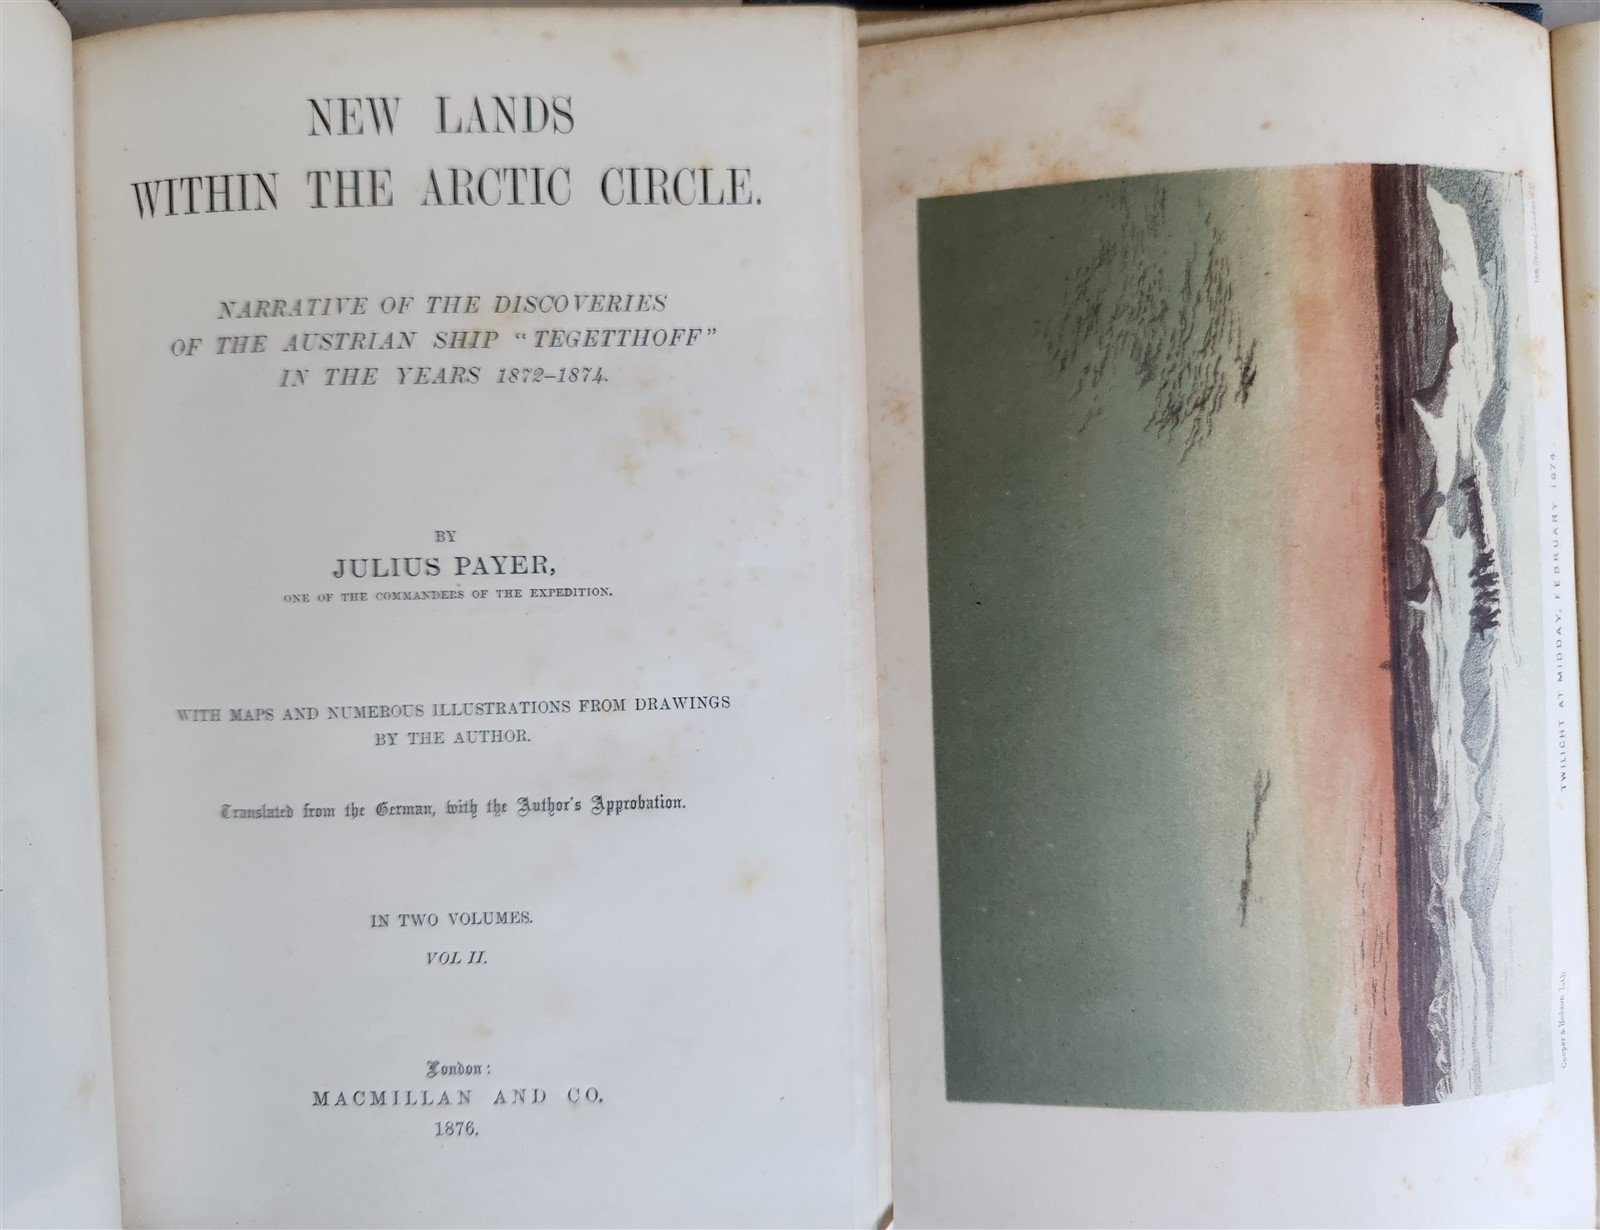 NEW LANDS
WITHIN THE ARCTIC CIRCLE.
NARRATIVE OF THE DISCOVERIES
OF THE AUSTRIAN SHIP "TEGETTHOFF"
IN THE YEARS 1872–1874.
BY
JULIUS PAYER,
ONE OF THE COMMANDERS OF THE EXPEDITION.
WITH MAPS AND NUMEROUS ILLUSTRATIONS FROM DRAWINGS
BY THE AUTHOR.
Translated from the German, with the Author's Approbation.
IN TWO VOLUMES.
VOL II.
London:
MACMILLAN AND CO.
1876.
TWILIGHT AT MIDDAY, FEBRUARY 1874.
Cooper & Hodson Lith